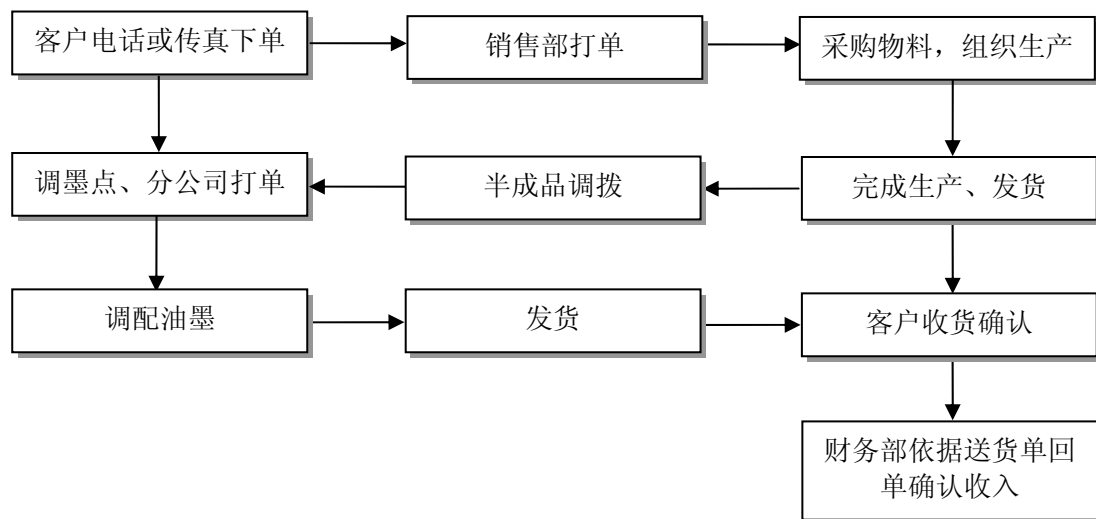 客户电话或传真下单
销售部打单
采购物料，组织生产
调墨点、分公司打单
半成品调拨
完成生产、发货
调配油墨
发货
客户收货确认
财务部依据送货单回
单确认收入